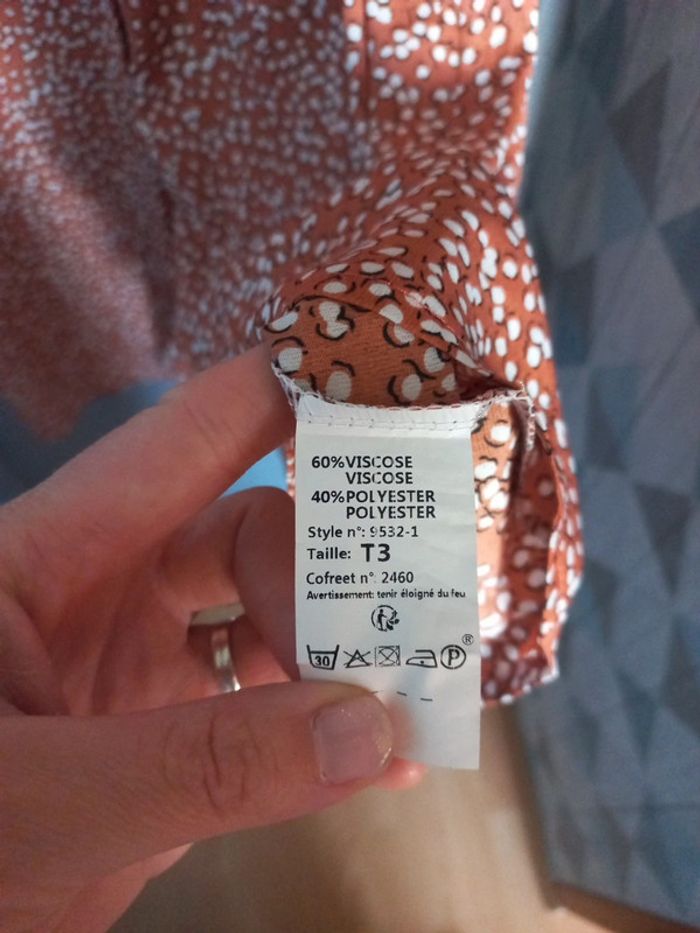 60%VISCOSE
VISCOSE
40%POLYESTER
POLYESTER
Style n°: 9532-1
Taille: T3
Cofreet n°. 2460
Avertissement: tenir éloigné du feu
®
30 P